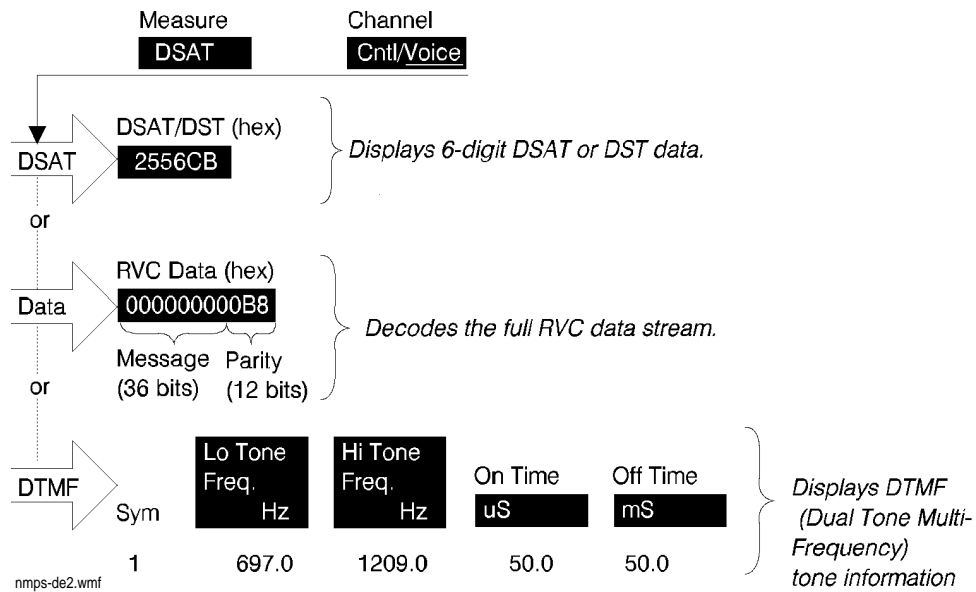 Measure Channel
DSAT Cntl/Voice
DSAT/DST (hex)
DSAT 2556CB Displays 6-digit DSAT or DST data.
or
RVC Data (hex)
Data 000000000B8 Decodes the full RVC data stream.
Message Parity
(36 bits) (12 bits)
or
Lo Tone Hi Tone
Freq. Freq. On Time Off Time
DTMF Sym Hz Hz uS mS
1 697.0 1209.0 50.0 50.0
Displays DTMF
(Dual Tone Multi-
Frequency)
tone information
nmps-de2.wmf